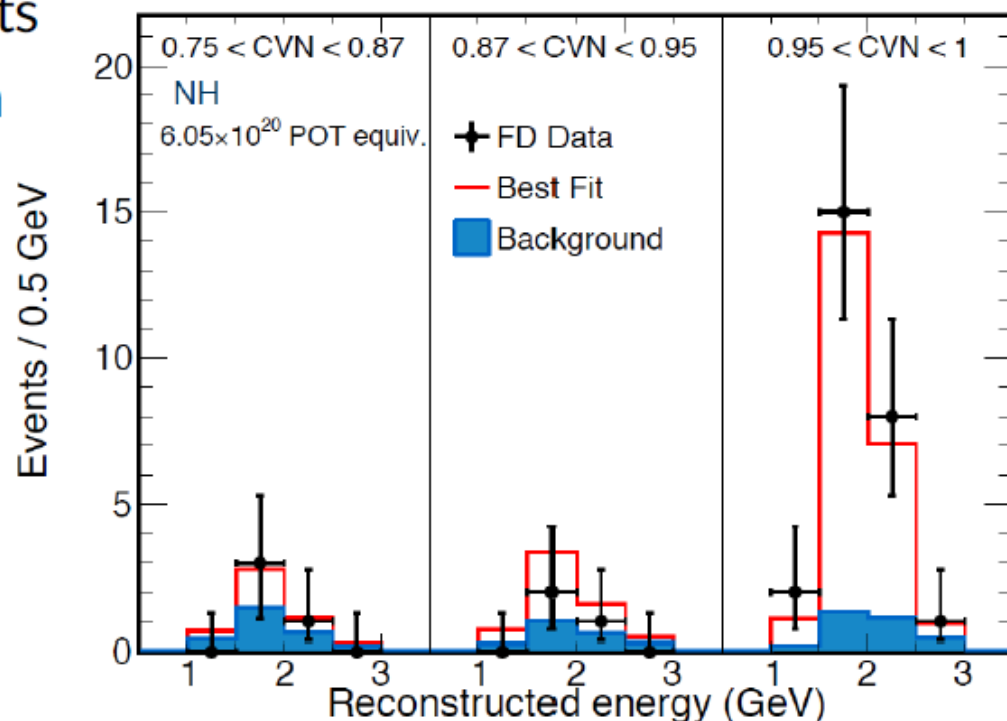 ts
0.75 < CVN < 0.87
0.87 < CVN < 0.95
0.95 < CVN < 1
NH
6.05×10²⁰ POT equiv.
FD Data
Best Fit
Background
Events / 0.5 GeV
20
15
10
5
0
1 2 3 1 2 3 1 2 3
Reconstructed energy (GeV)